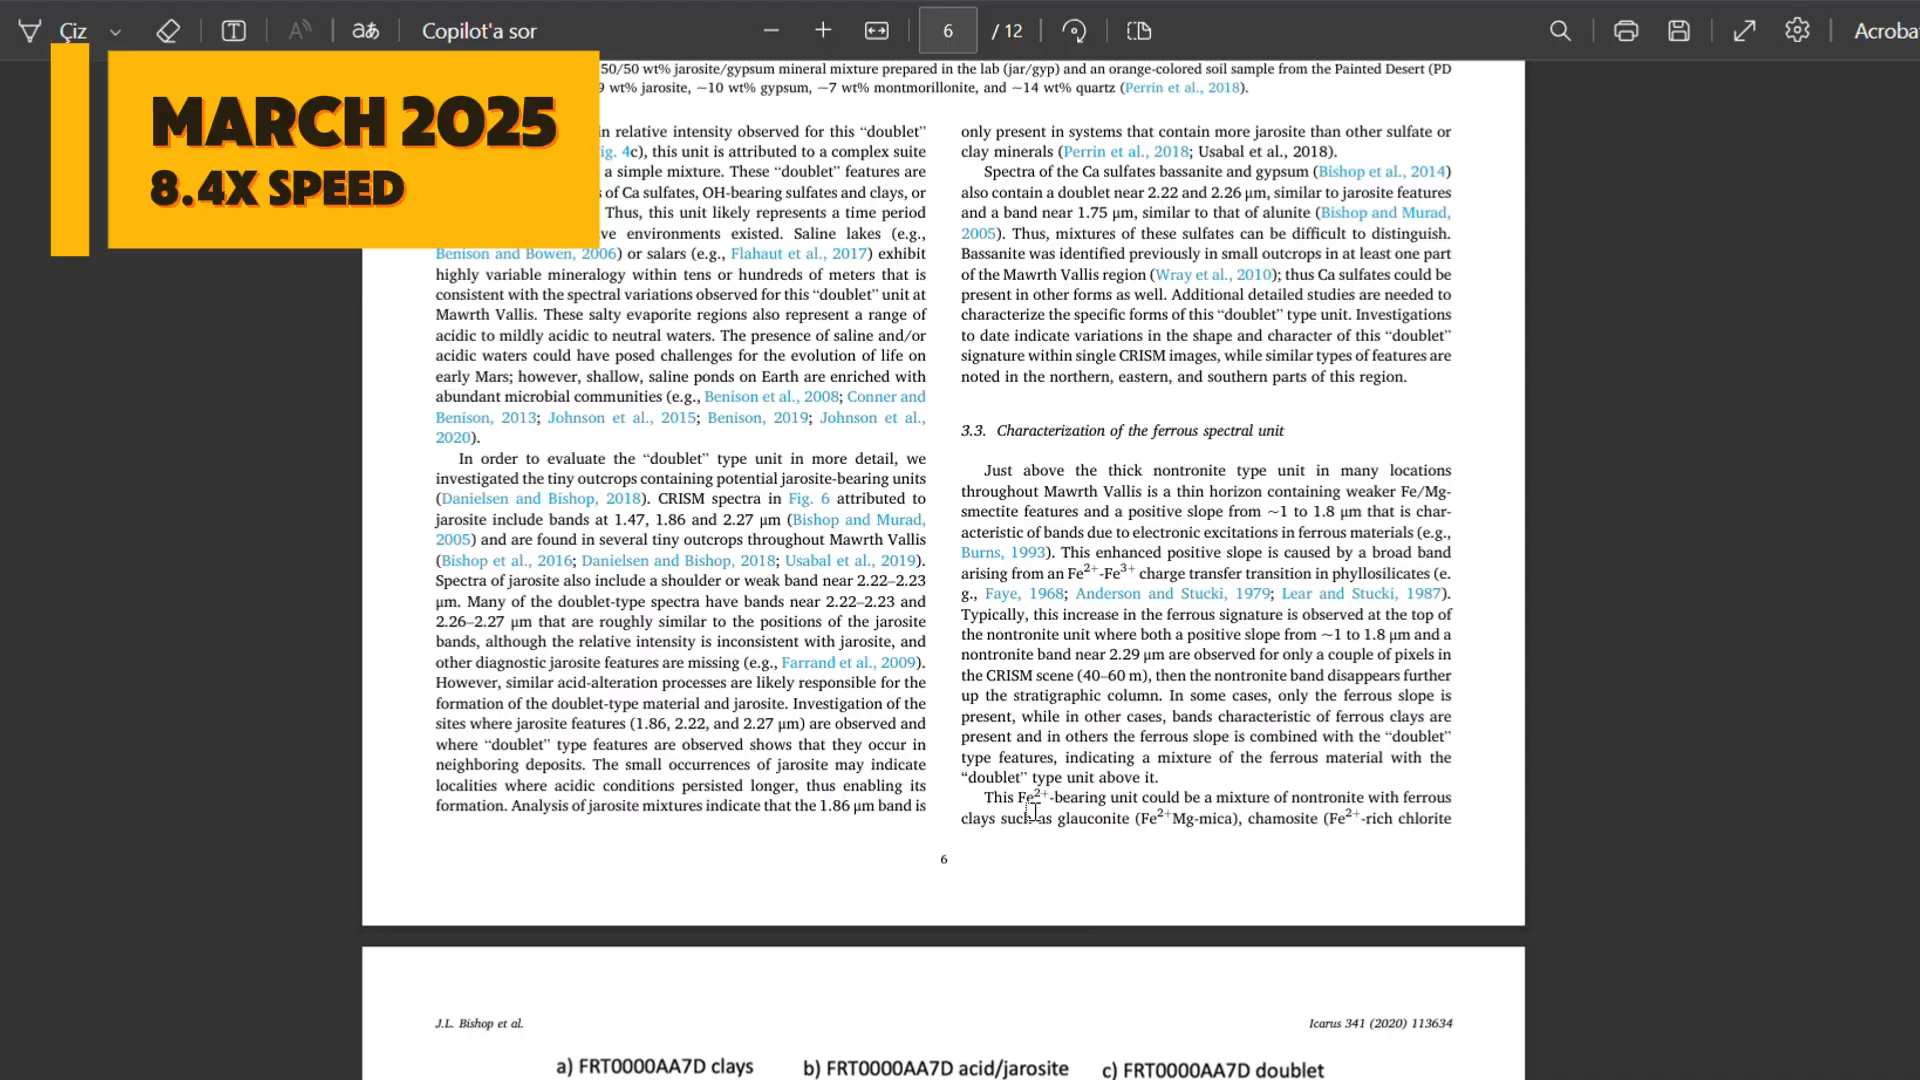 Çiz
aあ
Copilot'a sor
6 / 12
Acroba
MARCH 2025
8.4X SPEED
50/50 wt% jarosite/gypsum mineral mixture prepared in the lab (jar/gyp) and an orange-colored soil sample from the Painted Desert (PD
9 wt% jarosite, ~10 wt% gypsum, ~7 wt% montmorillonite, and ~14 wt% quartz (Perrin et al., 2018).
in relative intensity observed for this “doublet”
ig. 4c), this unit is attributed to a complex suite
a simple mixture. These “doublet” features are
s of Ca sulfates, OH-bearing sulfates and clays, or
Thus, this unit likely represents a time period
ve environments existed. Saline lakes (e.g.,
Benison and Bowen, 2006) or salars (e.g., Flahaut et al., 2017) exhibit
highly variable mineralogy within tens or hundreds of meters that is
consistent with the spectral variations observed for this “doublet” unit at
Mawrth Vallis. These salty evaporite regions also represent a range of
acidic to mildly acidic to neutral waters. The presence of saline and/or
acidic waters could have posed challenges for the evolution of life on
early Mars; however, shallow, saline ponds on Earth are enriched with
abundant microbial communities (e.g., Benison et al., 2008; Conner and
Benison, 2013; Johnson et al., 2015; Benison, 2019; Johnson et al.,
2020).
In order to evaluate the “doublet” type unit in more detail, we
investigated the tiny outcrops containing potential jarosite-bearing units
(Danielsen and Bishop, 2018). CRISM spectra in Fig. 6 attributed to
jarosite include bands at 1.47, 1.86 and 2.27 μm (Bishop and Murad,
2005) and are found in several tiny outcrops throughout Mawrth Vallis
(Bishop et al., 2016; Danielsen and Bishop, 2018; Usabal et al., 2019).
Spectra of jarosite also include a shoulder or weak band near 2.22–2.23
μm. Many of the doublet-type spectra have bands near 2.22–2.23 and
2.26–2.27 μm that are roughly similar to the positions of the jarosite
bands, although the relative intensity is inconsistent with jarosite, and
other diagnostic jarosite features are missing (e.g., Farrand et al., 2009).
However, similar acid-alteration processes are likely responsible for the
formation of the doublet-type material and jarosite. Investigation of the
sites where jarosite features (1.86, 2.22, and 2.27 μm) are observed and
where “doublet” type features are observed shows that they occur in
neighboring deposits. The small occurrences of jarosite may indicate
localities where acidic conditions persisted longer, thus enabling its
formation. Analysis of jarosite mixtures indicate that the 1.86 μm band is
only present in systems that contain more jarosite than other sulfate or
clay minerals (Perrin et al., 2018; Usabal et al., 2018).
Spectra of the Ca sulfates bassanite and gypsum (Bishop et al., 2014)
also contain a doublet near 2.22 and 2.26 μm, similar to jarosite features
and a band near 1.75 μm, similar to that of alunite (Bishop and Murad,
2005). Thus, mixtures of these sulfates can be difficult to distinguish.
Bassanite was identified previously in small outcrops in at least one part
of the Mawrth Vallis region (Wray et al., 2010); thus Ca sulfates could be
present in other forms as well. Additional detailed studies are needed to
characterize the specific forms of this “doublet” type unit. Investigations
to date indicate variations in the shape and character of this “doublet”
signature within single CRISM images, while similar types of features are
noted in the northern, eastern, and southern parts of this region.
3.3. Characterization of the ferrous spectral unit
Just above the thick nontronite type unit in many locations
throughout Mawrth Vallis is a thin horizon containing weaker Fe/Mg-
smectite features and a positive slope from ~1 to 1.8 μm that is char-
acteristic of bands due to electronic excitations in ferrous materials (e.g.,
Burns, 1993). This enhanced positive slope is caused by a broad band
arising from an Fe²⁺-Fe³⁺ charge transfer transition in phyllosilicates (e.
g., Faye, 1968; Anderson and Stucki, 1979; Lear and Stucki, 1987).
Typically, this increase in the ferrous signature is observed at the top of
the nontronite unit where both a positive slope from ~1 to 1.8 μm and a
nontronite band near 2.29 μm are observed for only a couple of pixels in
the CRISM scene (40–60 m), then the nontronite band disappears further
up the stratigraphic column. In some cases, only the ferrous slope is
present, while in other cases, bands characteristic of ferrous clays are
present and in others the ferrous slope is combined with the “doublet”
type features, indicating a mixture of the ferrous material with the
“doublet” type unit above it.
This Fe²⁺-bearing unit could be a mixture of nontronite with ferrous
clays such as glauconite (Fe²⁺Mg-mica), chamosite (Fe²⁺-rich chlorite
6
J.L. Bishop et al.
Icarus 341 (2020) 113634
a) FRT0000AA7D clays
b) FRT0000AA7D acid/jarosite
c) FRT0000AA7D doublet